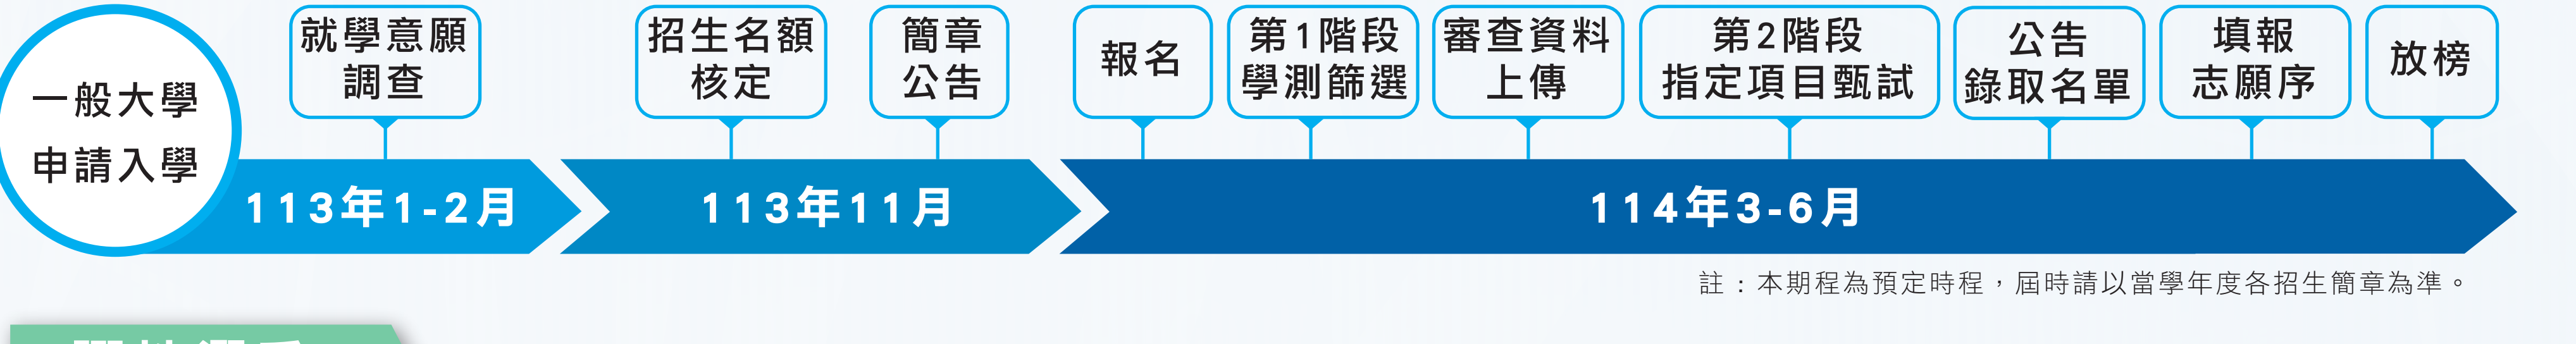 一般大學
申請入學
就學意願
調查
招生名額
核定
簡章
公告
報名
第1階段
學測篩選
審查資料
上傳
第2階段
指定項目甄試
公告
錄取名單
填報
志願序
放榜
113年1-2月
113年11月
114年3-6月
註：本期程為預定時程，屆時請以當學年度各招生簡章為準。